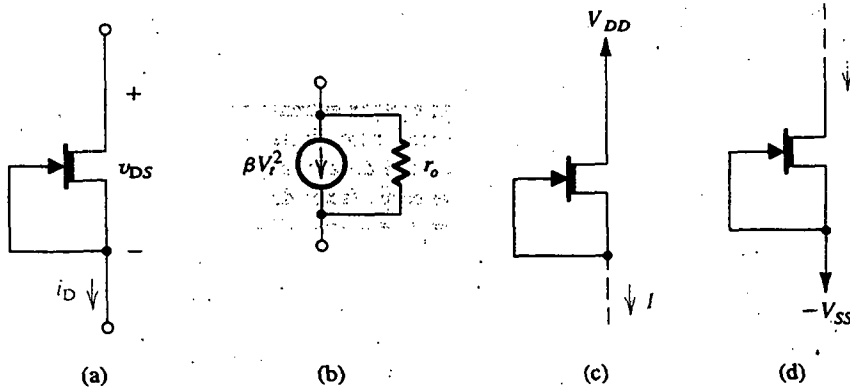 V_DD
+
v_DS
βV_t²
r_o
−
i_D
I
i
−V_SS
(a)
(b)
(c)
(d)